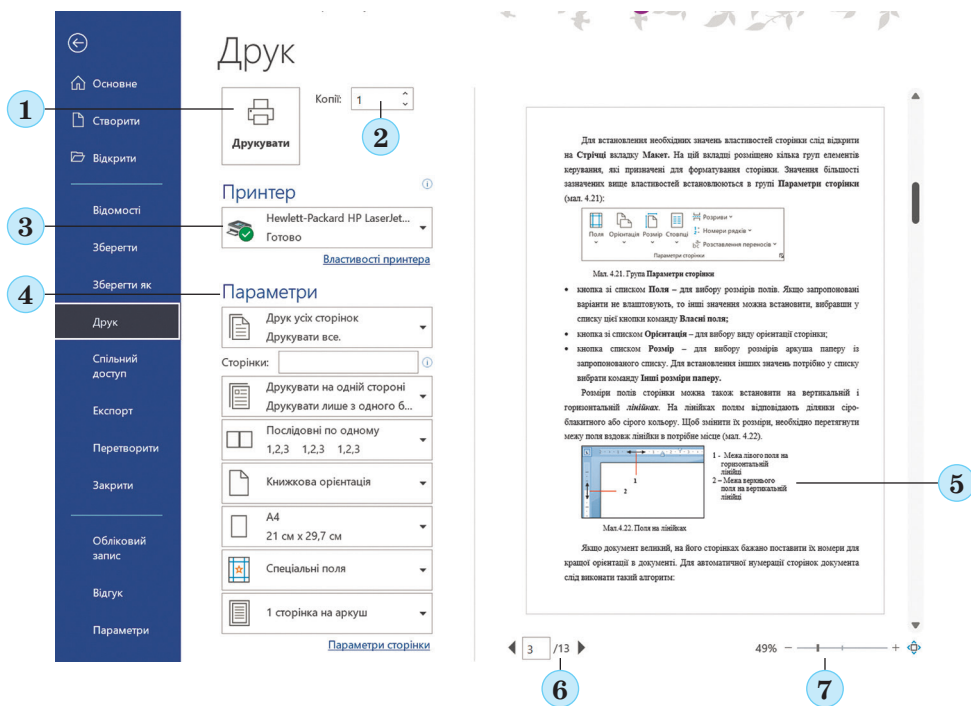 Друк
Основне
Створити
Відкрити
Відомості
Зберегти
Зберегти як
Друк
Спільний
доступ
Експорт
Перетворити
Закрити
Обліковий
запис
Відгук
Параметри
1
Друкувати
Копії: 1
2
Принтер
3
Hewlett-Packard HP LaserJet...
Готово
Властивості принтера
4
Параметри
Друк усіх сторінок
Друкувати все.
Сторінки:
Друкувати на одній стороні
Друкувати лише з одного б...
Послідовні по одному
1,2,3 1,2,3 1,2,3
Книжкова орієнтація
A4
21 см x 29,7 см
Спеціальні поля
1 сторінка на аркуш
Параметри сторінки
Для встановлення необхідних значень властивостей сторінки слід відкрити
на Стрічці вкладку Макет. На цій вкладці розміщено кілька груп елементів
керування, які призначені для форматування сторінки. Значення більшості
зазначених вище властивостей встановлюються в групі Параметри сторінки
(мал. 4.21):
Поля Орієнтація Розмір Стовпці
Розриви
Номери рядків
Розставлення переносів
Параметри сторінки
Мал. 4.21. Група Параметри сторінки
• кнопка зі списком Поля – для вибору розмірів полів. Якщо запропоновані
варіанти не влаштовують, то інші значення можна встановити, вибравши у
списку цієї кнопки команду Власні поля;
• кнопка зі списком Орієнтація – для вибору виду орієнтації сторінки;
• кнопка списком Розмір – для вибору розмірів аркуша паперу із
запропонованого списку. Для встановлення інших значень потрібно у списку
вибрати команду Інші розміри паперу.
Розміри полів сторінки можна також встановити на вертикальній і
горизонтальній лінійках. На лінійках полям відповідають ділянки сіро-
блакитного або сірого кольору. Щоб змінити їх розміри, необхідно перетягнути
межу поля вздовж лінійки в потрібне місце (мал. 4.22).
1
2
1 - Межа лівого поля на
горизонтальній
лінійці
2 – Межа верхнього
поля на вертикальній
лінійці
5
Мал.4.22. Поля на лінійках
Якщо документ великий, на його сторінках бажано поставити їх номери для
кращої орієнтації в документі. Для автоматичної нумерації сторінок документа
слід виконати такий алгоритм:
3 /13
49%
6
7